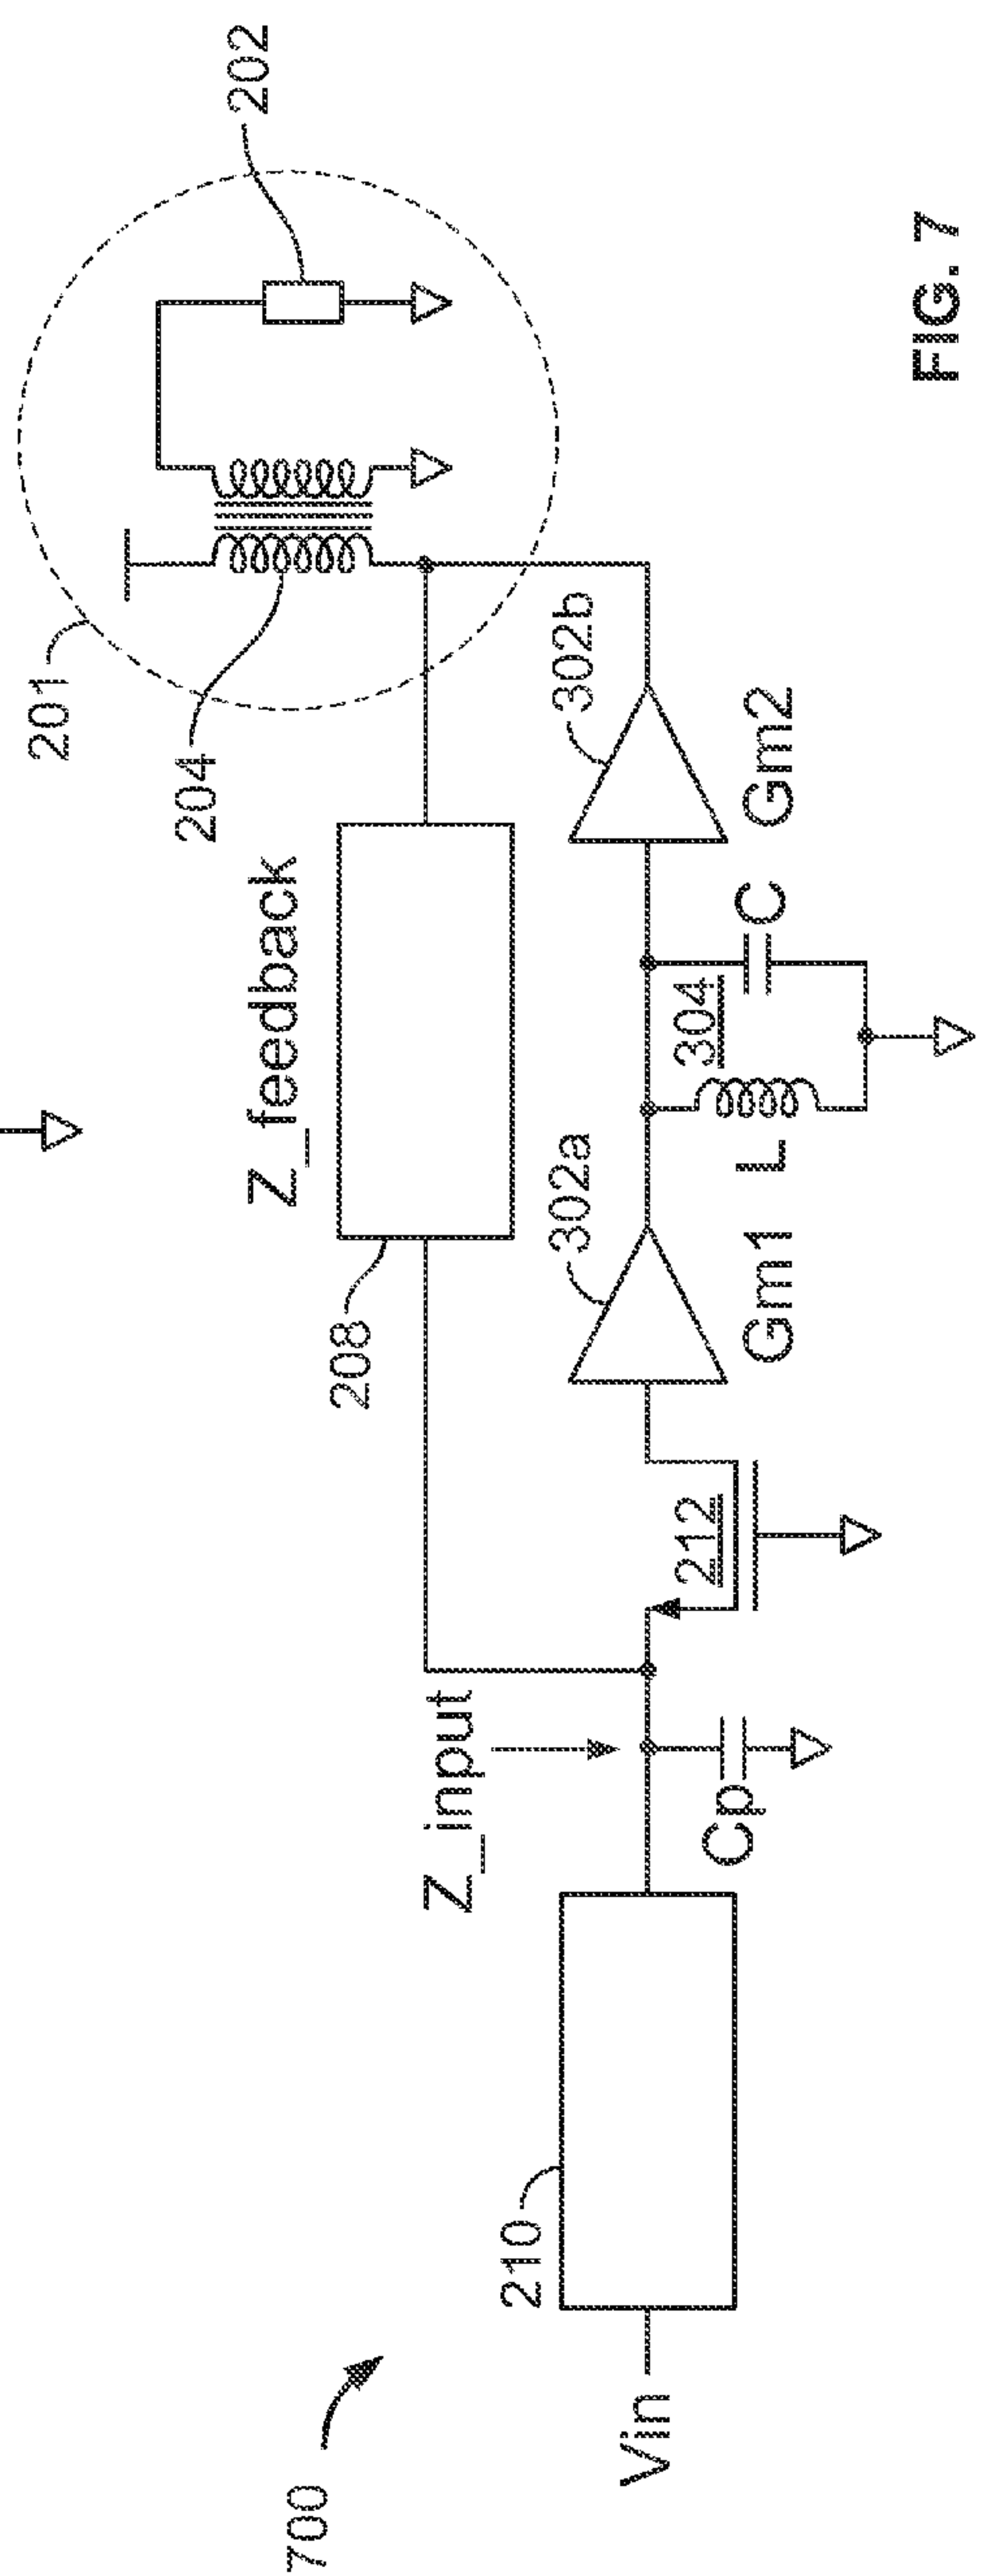 700
Vin
210
Z_input
Cp
212
208
Z_feedback
302a
Gm1
L
304
C
302b
Gm2
201
204
202
FIG. 7